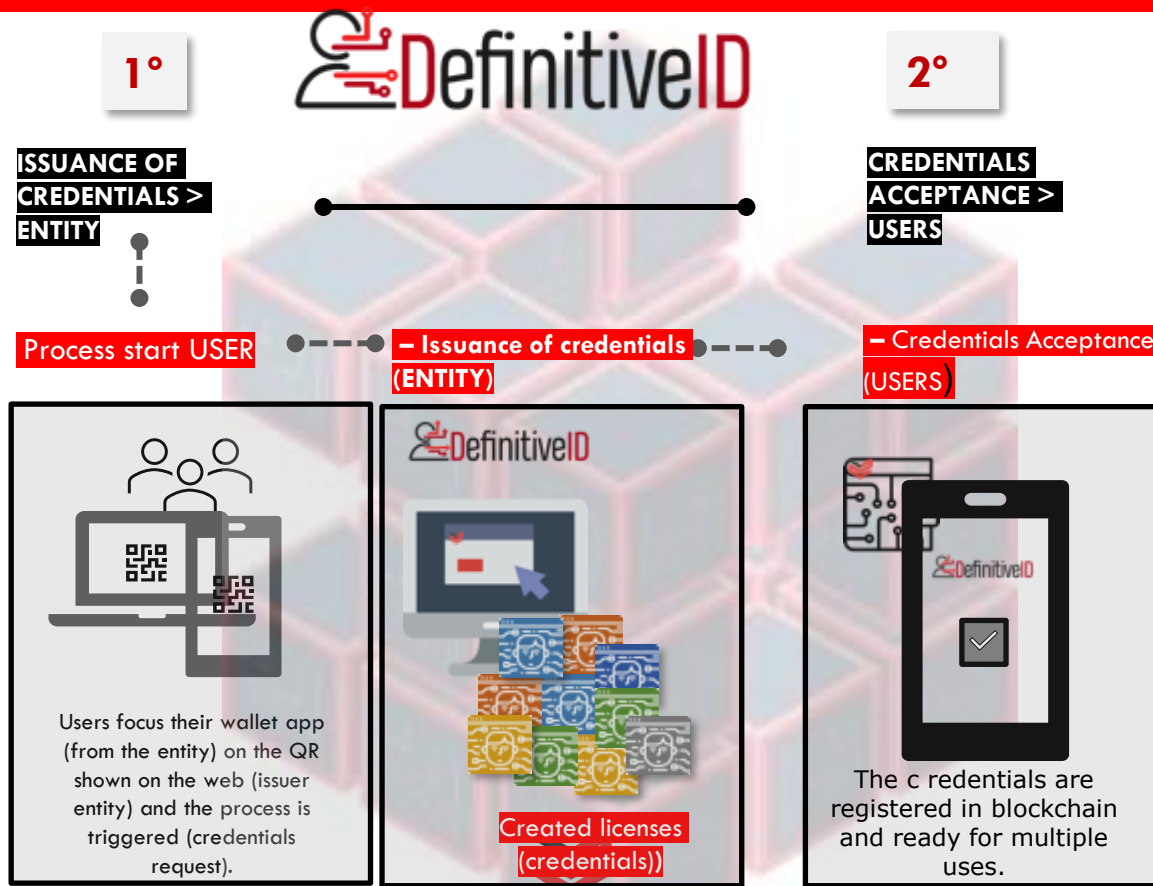 1°
DefinitiveID
2°
ISSUANCE OF
CREDENTIALS >
ENTITY
CREDENTIALS
ACCEPTANCE >
USERS
Process start USER
– Issuance of credentials
(ENTITY)
– Credentials Acceptance
(USERS)
Users focus their wallet app
(from the entity) on the QR
shown on the web (issuer
entity) and the process is
triggered (credentials
request).
DefinitiveID
Created licenses
(credentials))
DefinitiveID
The c redentials are
registered in blockchain
and ready for multiple
uses.